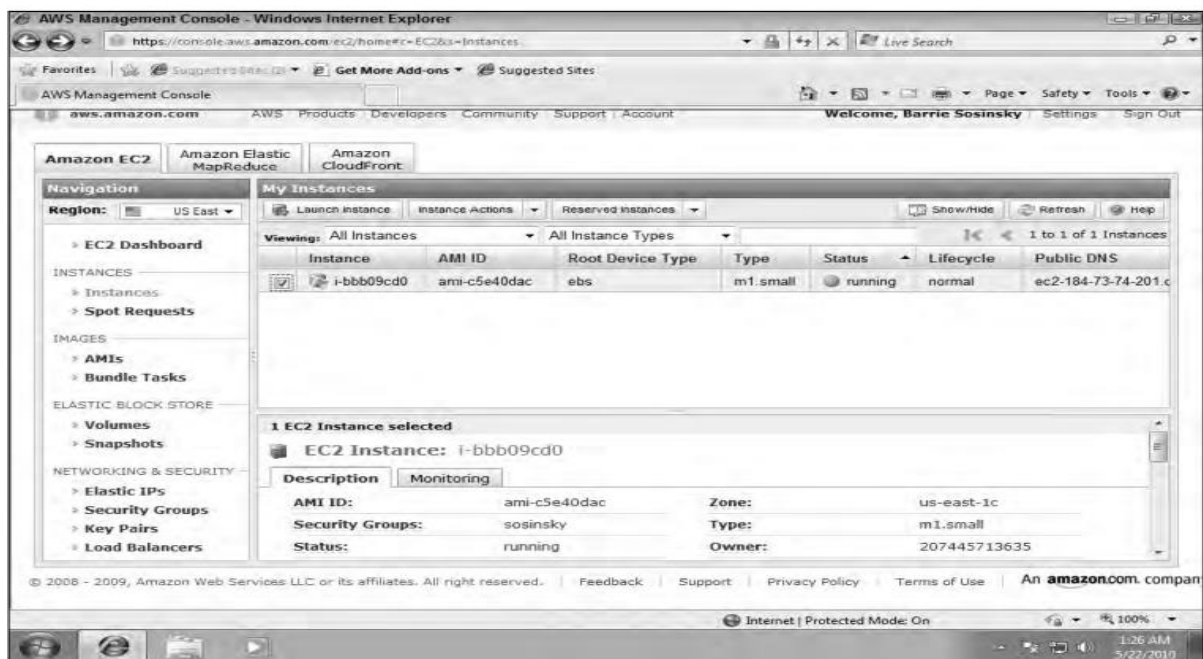 AWS Management Console - Windows Internet Explorer
https://console.aws.amazon.com/ec2/home#c=EC2&s=Instances
Live Search
Favorites
Suggested Sites
Get More Add-ons
Suggested Sites
AWS Management Console
Page
Safety
Tools
aws.amazon.com
AWS
Products
Developers
Community
Support
Account
Welcome, Barrie Sosinsky
Settings
Sign Out
Amazon EC2
Amazon Elastic
MapReduce
Amazon
CloudFront
Navigation
Region:
US East
EC2 Dashboard
INSTANCES
Instances
Spot Requests
IMAGES
AMIs
Bundle Tasks
ELASTIC BLOCK STORE
Volumes
Snapshots
NETWORKING & SECURITY
Elastic IPs
Security Groups
Key Pairs
Load Balancers
My Instances
Launch Instance
Instance Actions
Reserved Instances
Show/Hide
Refresh
Help
Viewing:
All Instances
All Instance Types
1 to 1 of 1 Instances
Instance
AMI ID
Root Device Type
Type
Status
Lifecycle
Public DNS
i-bbb09cd0
ami-c5e40dac
ebs
m1.small
running
normal
ec2-184-73-74-201.c
1 EC2 Instance selected
EC2 Instance: i-bbb09cd0
Description
Monitoring
AMI ID:
ami-c5e40dac
Zone:
us-east-1c
Security Groups:
sosinsky
Type:
m1.small
Status:
running
Owner:
207445713635
© 2008 - 2009, Amazon Web Services LLC or its affiliates. All right reserved.
Feedback
Support
Privacy Policy
Terms of Use
An amazon.com. compan
Internet | Protected Mode: On
100%
1:26 AM
5/22/2010